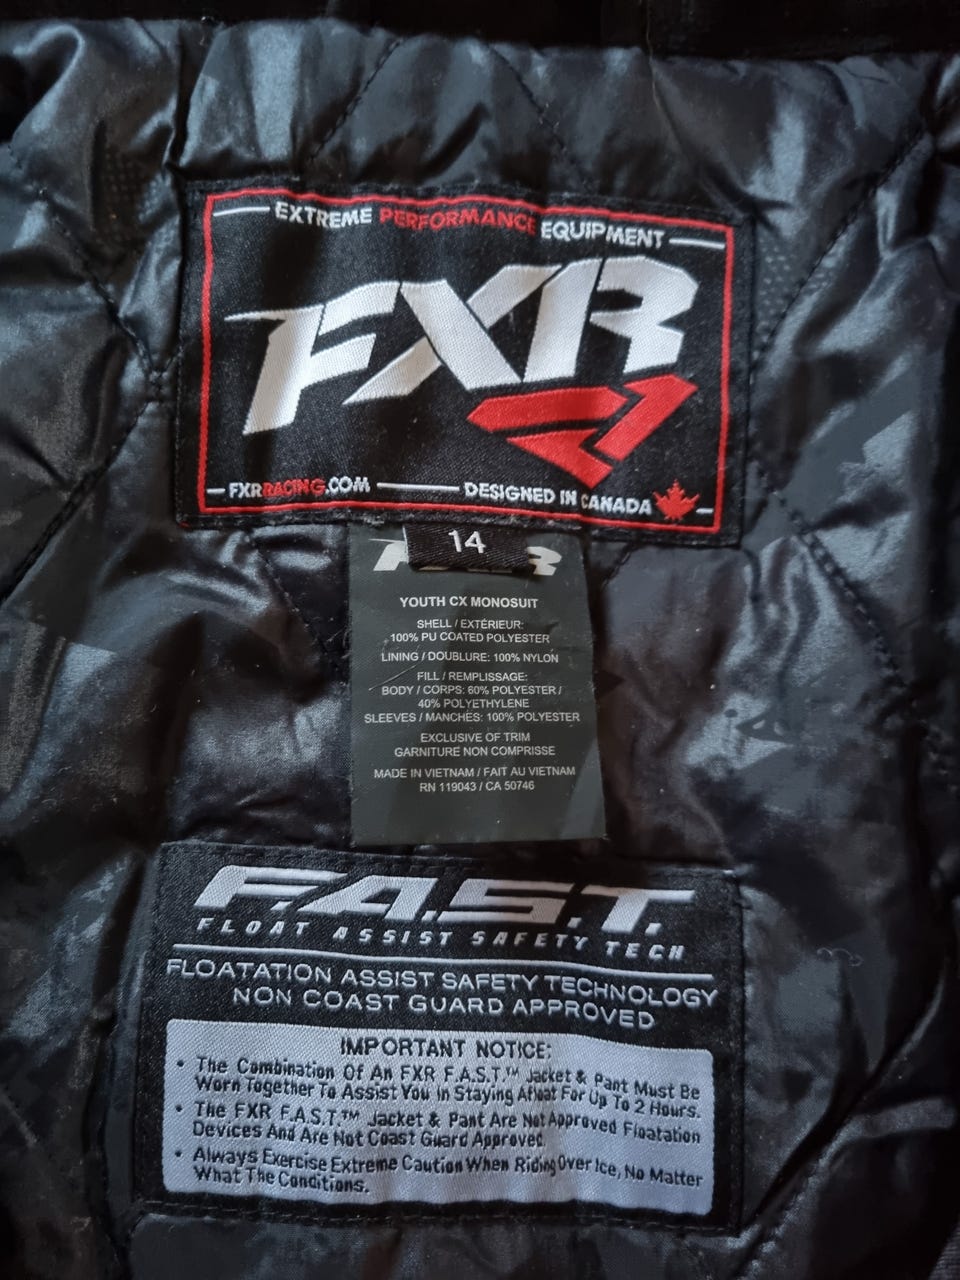 EXTREME PERFORMANCE EQUIPMENT
FXR
FXRRACING.COM
DESIGNED IN CANADA
14
YOUTH CX MONOSUIT
SHELL / EXTÉRIEUR:
100% PU COATED POLYESTER
LINING / DOUBLURE: 100% NYLON
FILL / REMPLISSAGE:
BODY / CORPS: 60% POLYESTER /
40% POLYETHYLENE
SLEEVES / MANCHES: 100% POLYESTER
EXCLUSIVE OF TRIM
GARNITURE NON COMPRISSE
MADE IN VIETNAM / FAIT AU VIETNAM
RN 119043 / CA 50746
F.A.S.T.
FLOAT ASSIST SAFETY TECH
FLOATATION ASSIST SAFETY TECHNOLOGY
NON COAST GUARD APPROVED
IMPORTANT NOTICE:
• The Combination Of An FXR F.A.S.T.™ Jacket & Pant Must Be
Worn Together To Assist You in Staying Afloat For Up To 2 Hours.
• The FXR F.A.S.T.™ Jacket & Pant Are Not Approved Floatation
Devices And Are Not Coast Guard Approved.
• Always Exercise Extreme Caution When Riding Over Ice, No Matter
What The Conditions.